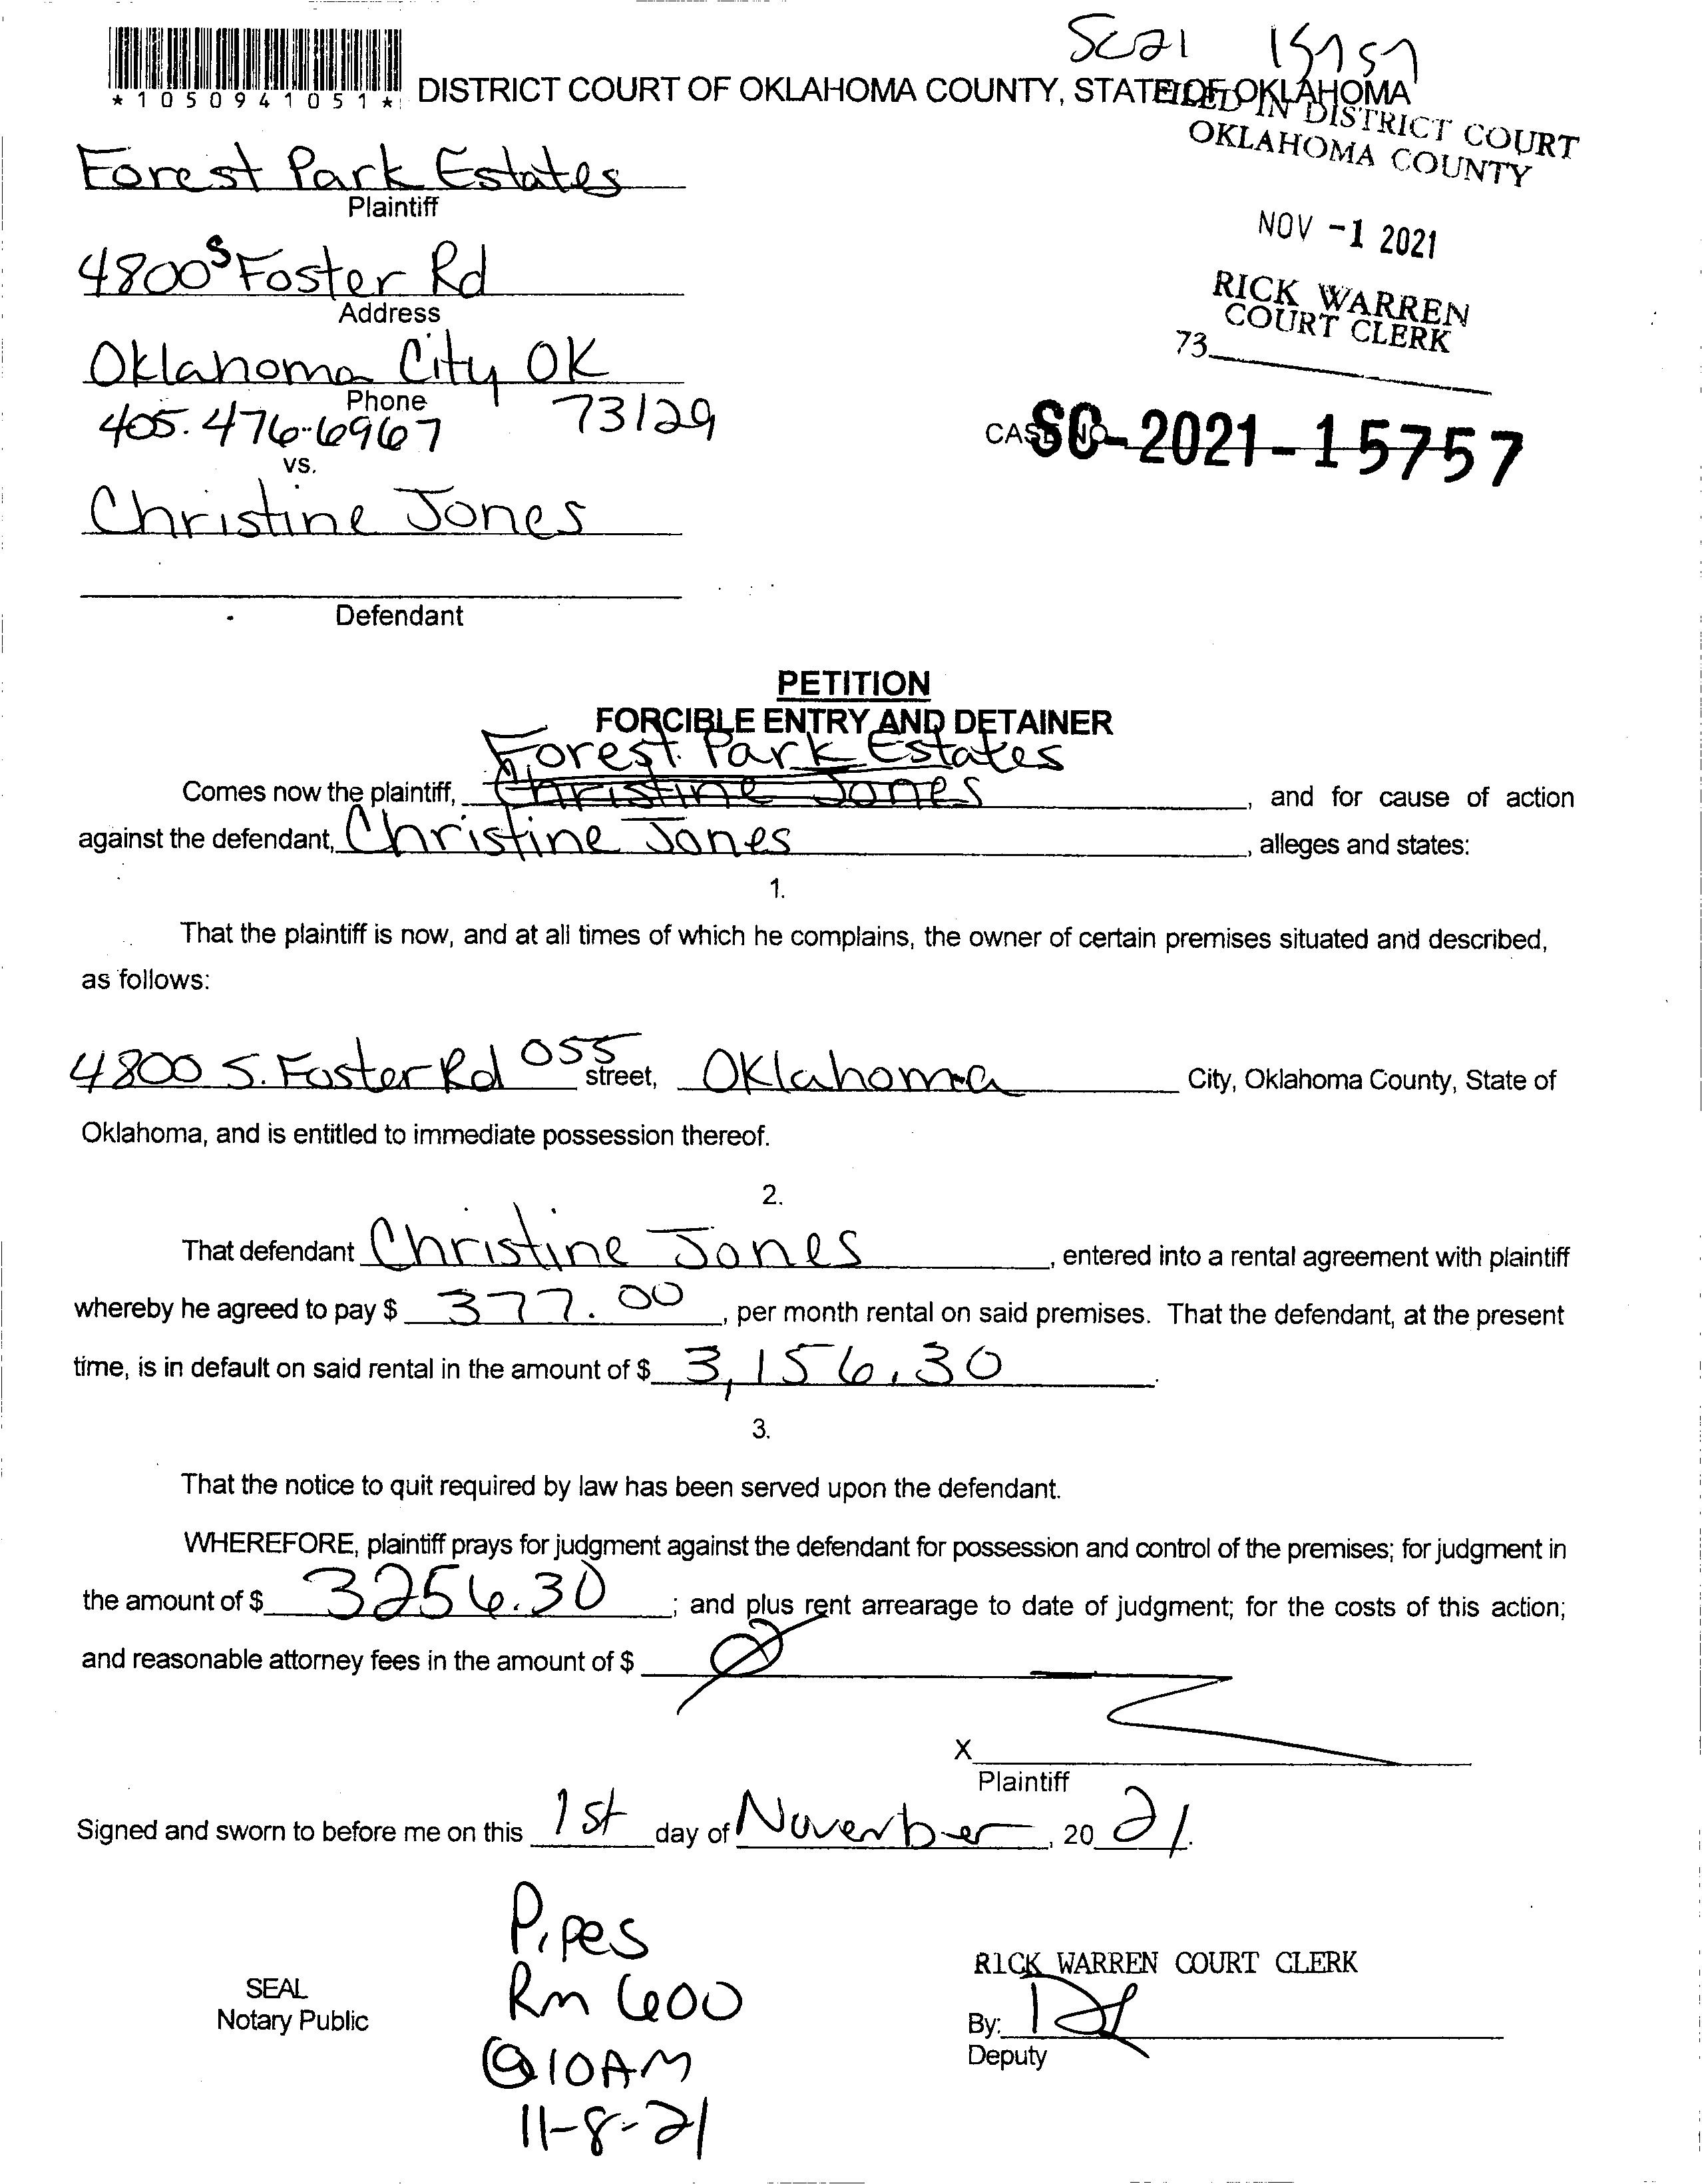 SC21 15757
*1050941051*
DISTRICT COURT OF OKLAHOMA COUNTY, STATE OF OKLAHOMA
FILED IN DISTRICT COURT
OKLAHOMA COUNTY
NOV -1 2021
RICK WARREN
COURT CLERK
73
Forest Park Estates
Plaintiff
4800 S Foster Rd
Address
Oklahoma City OK
Phone
405.476-6967 73129
CASE NO. SC-2021-15757
vs.
Christine Jones
Defendant
PETITION
FORCIBLE ENTRY AND DETAINER
Forest Park Estates
Comes now the plaintiff, Christine Jones, and for cause of action
against the defendant, Christine Jones, alleges and states:
1.
That the plaintiff is now, and at all times of which he complains, the owner of certain premises situated and described,
as follows:
4800 S. Foster Rd 055 street, Oklahoma City, Oklahoma County, State of
Oklahoma, and is entitled to immediate possession thereof.
2.
That defendant Christine Jones, entered into a rental agreement with plaintiff
whereby he agreed to pay $ 377.00, per month rental on said premises. That the defendant, at the present
time, is in default on said rental in the amount of $ 3,156.30.
3.
That the notice to quit required by law has been served upon the defendant.
WHEREFORE, plaintiff prays for judgment against the defendant for possession and control of the premises; for judgment in
the amount of $ 3256.30; and plus rent arrearage to date of judgment; for the costs of this action;
and reasonable attorney fees in the amount of $ Ø
X
Plaintiff
Signed and sworn to before me on this 1st day of November, 2021.
Pipes
Rm 600
@10AM
11-8-21
SEAL
Notary Public
RICK WARREN COURT CLERK
By:
Deputy